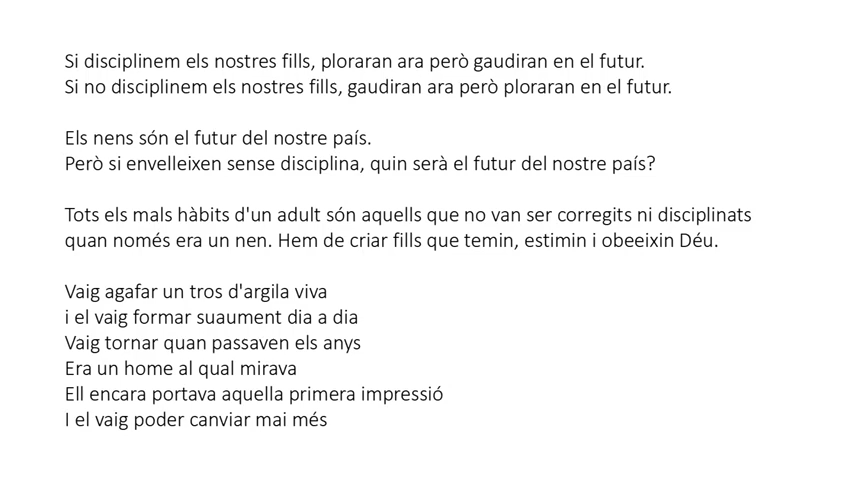 Si disciplinem els nostres fills, ploraran ara però gaudiran en el futur.
Si no disciplinem els nostres fills, gaudiran ara però ploraran en el futur.
Els nens són el futur del nostre país.
Però si envelleixen sense disciplina, quin serà el futur del nostre país?
Tots els mals hàbits d'un adult són aquells que no van ser corregits ni disciplinats
quan només era un nen. Hem de criar fills que temin, estimin i obeeixin Déu.
Vaig agafar un tros d'argila viva
i el vaig formar suaument dia a dia
Vaig tornar quan passaven els anys
Era un home al qual mirava
Ell encara portava aquella primera impressió
I el vaig poder canviar mai més